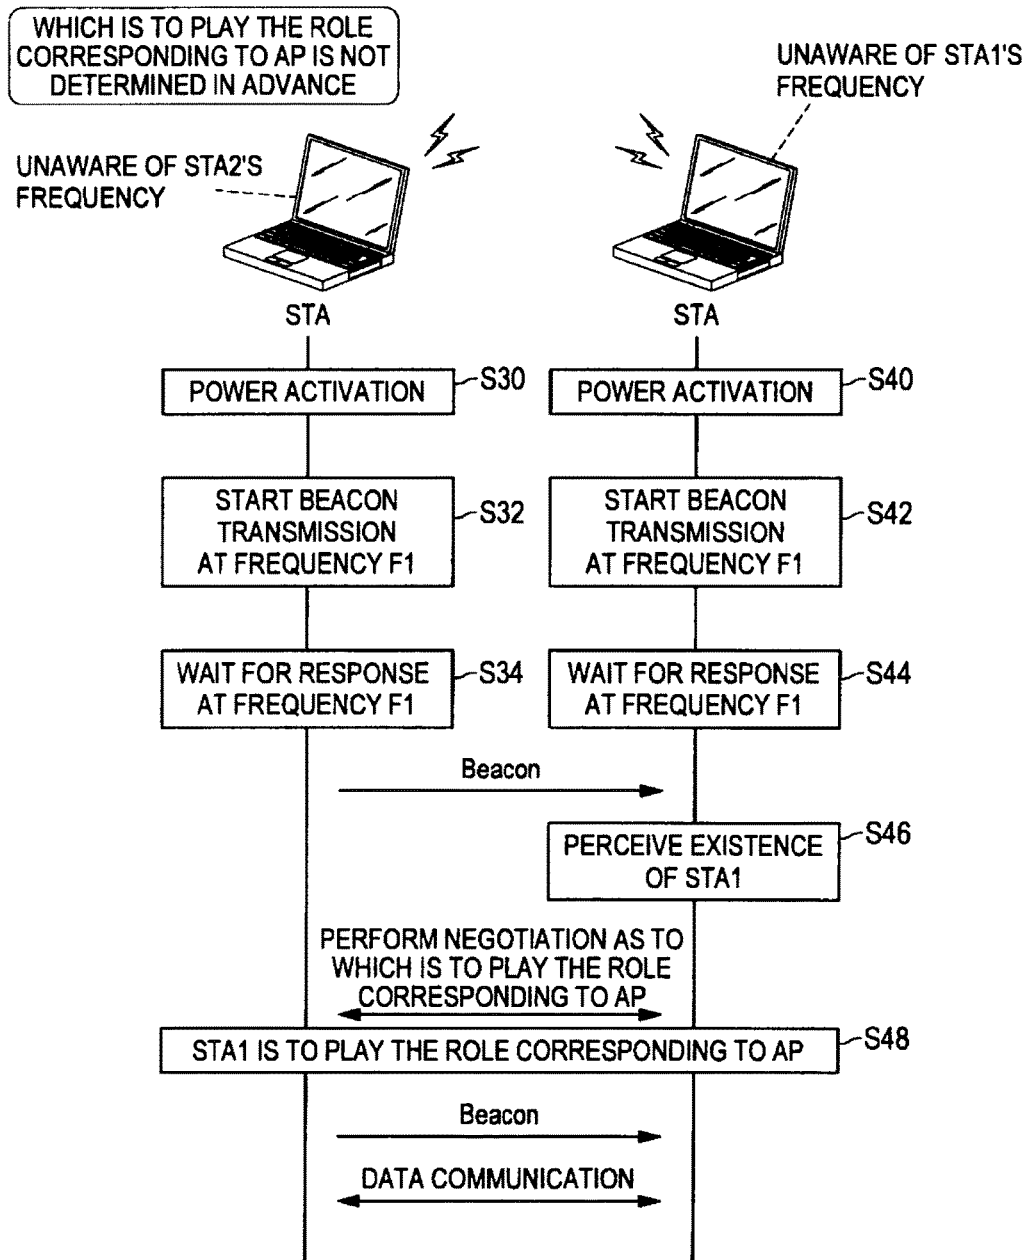 WHICH IS TO PLAY THE ROLE
CORRESPONDING TO AP IS NOT
DETERMINED IN ADVANCE
UNAWARE OF STA1'S
FREQUENCY
UNAWARE OF STA2'S
FREQUENCY
STA
STA
POWER ACTIVATION
S30
POWER ACTIVATION
S40
START BEACON
TRANSMISSION
AT FREQUENCY F1
S32
START BEACON
TRANSMISSION
AT FREQUENCY F1
S42
WAIT FOR RESPONSE
AT FREQUENCY F1
S34
WAIT FOR RESPONSE
AT FREQUENCY F1
S44
Beacon
PERCEIVE EXISTENCE
OF STA1
S46
PERFORM NEGOTIATION AS TO
WHICH IS TO PLAY THE ROLE
CORRESPONDING TO AP
STA1 IS TO PLAY THE ROLE CORRESPONDING TO AP
S48
Beacon
DATA COMMUNICATION